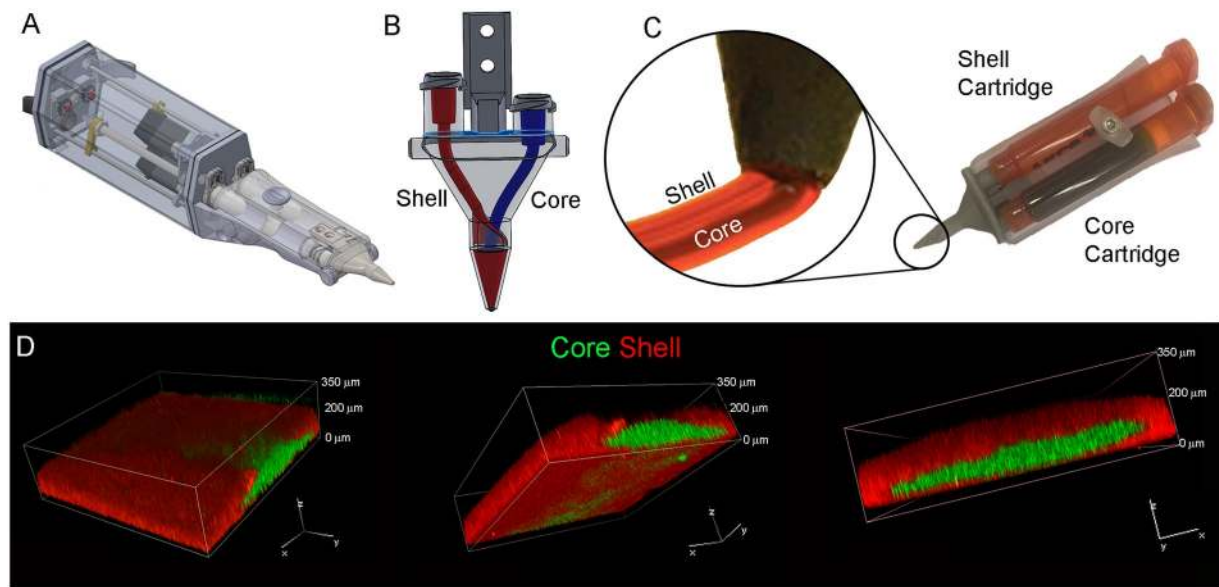 A
B
C
Shell
Core
Shell
Core
Shell
Cartridge
Core
Cartridge
D
Core Shell
350 μm
200 μm
0 μm
z
x
y
350 μm
200 μm
0 μm
z
x
y
350 μm
200 μm
0 μm
z
y
x